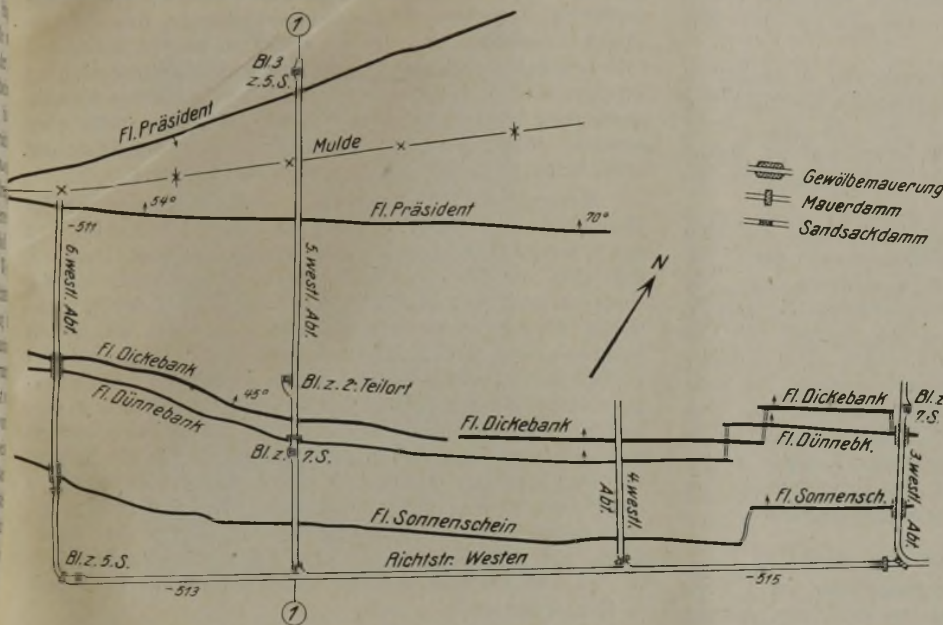 1
Bl.3
z.5.S.
Fl. Präsident
Mulde
Gewölbemauerung
Mauerdamm
Sandsackdamm
54°
Fl. Präsident
70°
-511
6. westl. Abt.
5. westl. Abt.
N
Fl. Dickebank
45°
Bl. z. 2. Teilort
Fl. Dünnebank
Fl. Dickebank
Fl. Dickebank
Bl. z.
7. S.
Fl. Dünnebk.
Bl. z. 7. S.
4. westl. Abt.
3. westl. Abt.
Fl. Sonnenschein
Fl. Sonnensch.
Bl. z. 5. S.
Richtstr. Westen
-513
-515
1